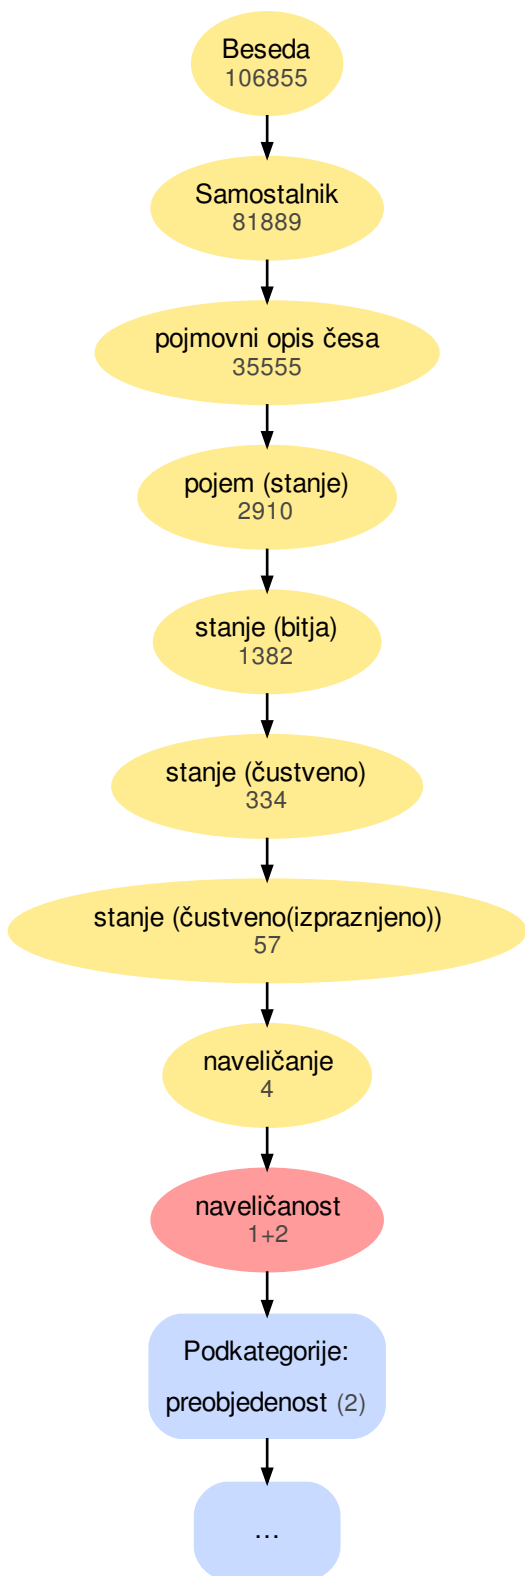 Beseda
106855
Samostalnik
81889
pojmovni opis česa
35555
pojem (stanje)
2910
stanje (bitja)
1382
stanje (čustveno)
334
stanje (čustveno(izpraznjeno))
57
naveličanje
4
naveličanost
1+2
Podkategorije:
preobjedenost (2)
…